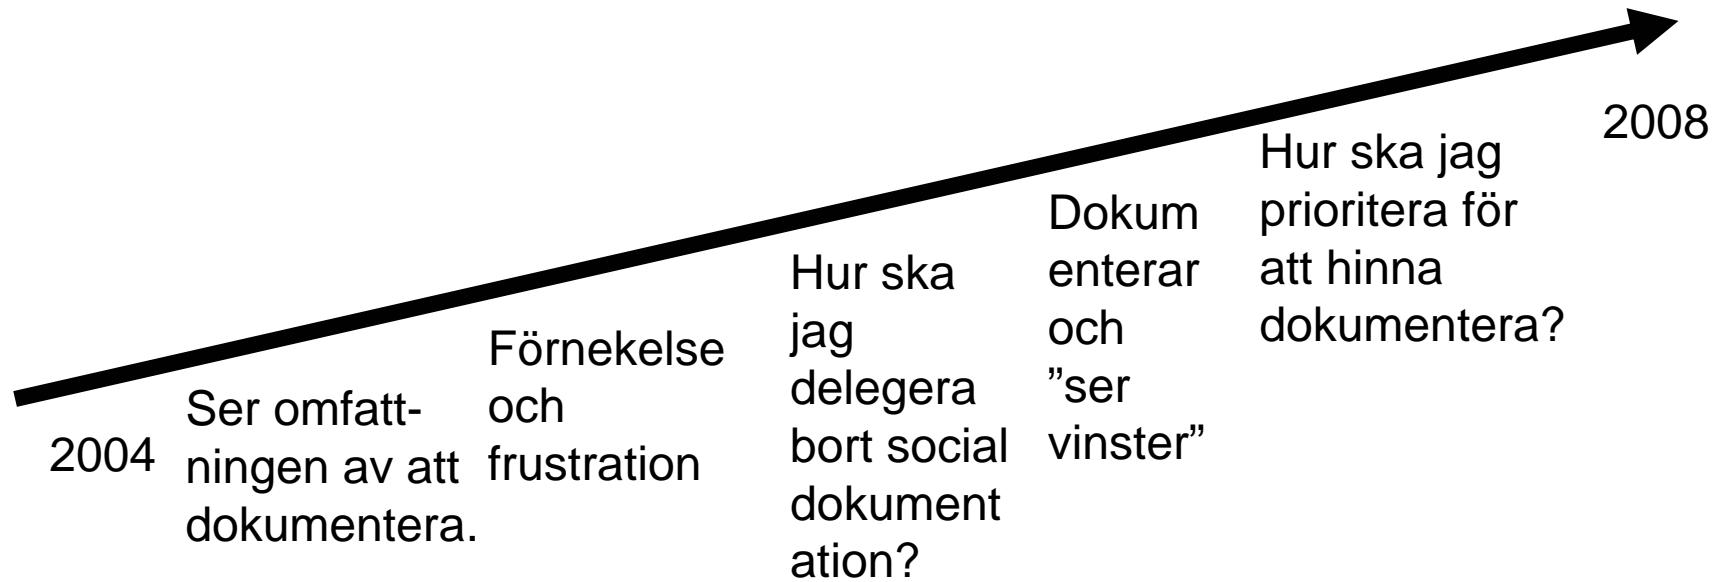 2004
Ser omfatt-
ningen av att
dokumentera.
Förnekelse
och
frustration
Hur ska
jag
delegera
bort social
dokument
ation?
Dokum
enterar
och
”ser
vinster”
Hur ska jag
prioritera för
att hinna
dokumentera?
2008